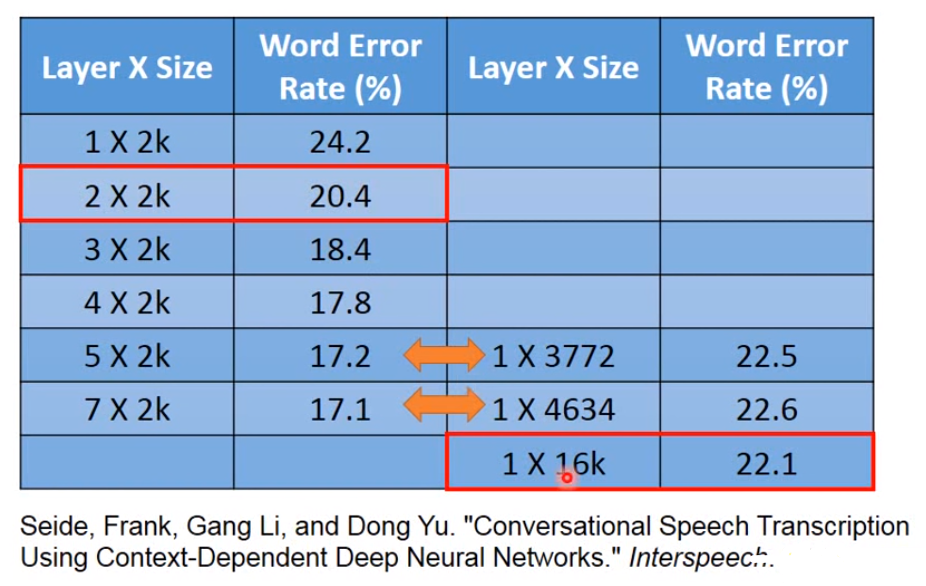 Layer X Size Word Error Rate (%) Layer X Size Word Error Rate (%)
1 X 2k 24.2
2 X 2k 20.4
3 X 2k 18.4
4 X 2k 17.8
5 X 2k 17.2 1 X 3772 22.5
7 X 2k 17.1 1 X 4634 22.6
1 X 16k 22.1
Seide, Frank, Gang Li, and Dong Yu. "Conversational Speech Transcription
Using Context-Dependent Deep Neural Networks." Interspeech.